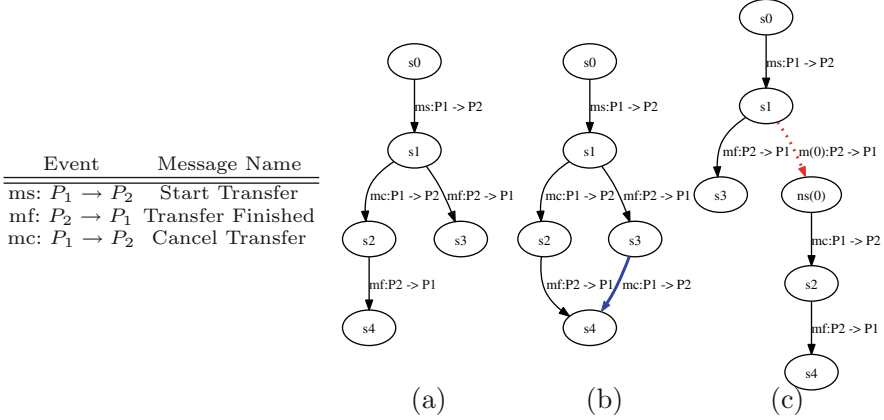 Event Message Name
ms: P1 → P2 Start Transfer
mf: P2 → P1 Transfer Finished
mc: P1 → P2 Cancel Transfer
s0
ms:P1 -> P2
s1
mc:P1 -> P2 mf:P2 -> P1
s2 s3
mf:P2 -> P1
s4
(a)
s0
ms:P1 -> P2
s1
mc:P1 -> P2 mf:P2 -> P1
s2 s3
mf:P2 -> P1 mc:P1 -> P2
s4
(b)
s0
ms:P1 -> P2
s1
mf:P2 -> P1 m(0):P2 -> P1
s3 ns(0)
mc:P1 -> P2
s2
mf:P2 -> P1
s4
(c)